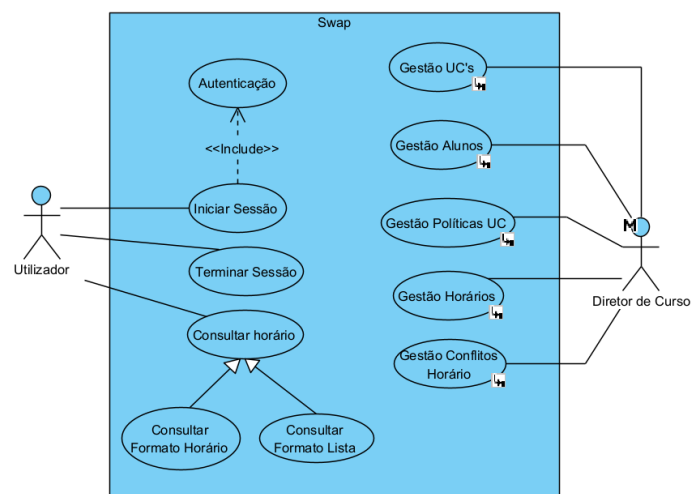 Swap
Autenticação
<<Include>>
Iniciar Sessão
Terminar Sessão
Consultar horário
Consultar
Formato Horário
Consultar
Formato Lista
Utilizador
Gestão UC's
Gestão Alunos
Gestão Políticas UC
Gestão Horários
Gestão Conflitos
Horário
M
Diretor de Curso